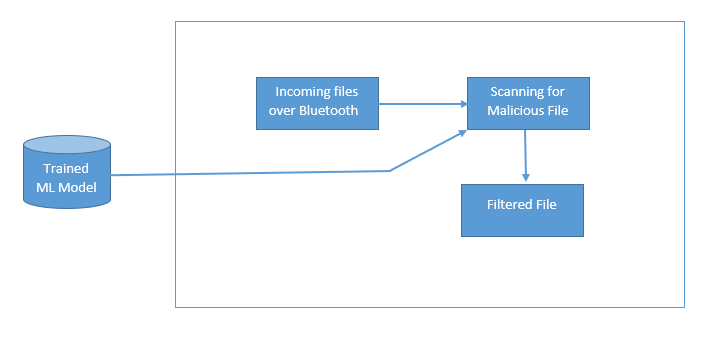 Incoming files
over Bluetooth
Scanning for
Malicious File
Trained
ML Model
Filtered File